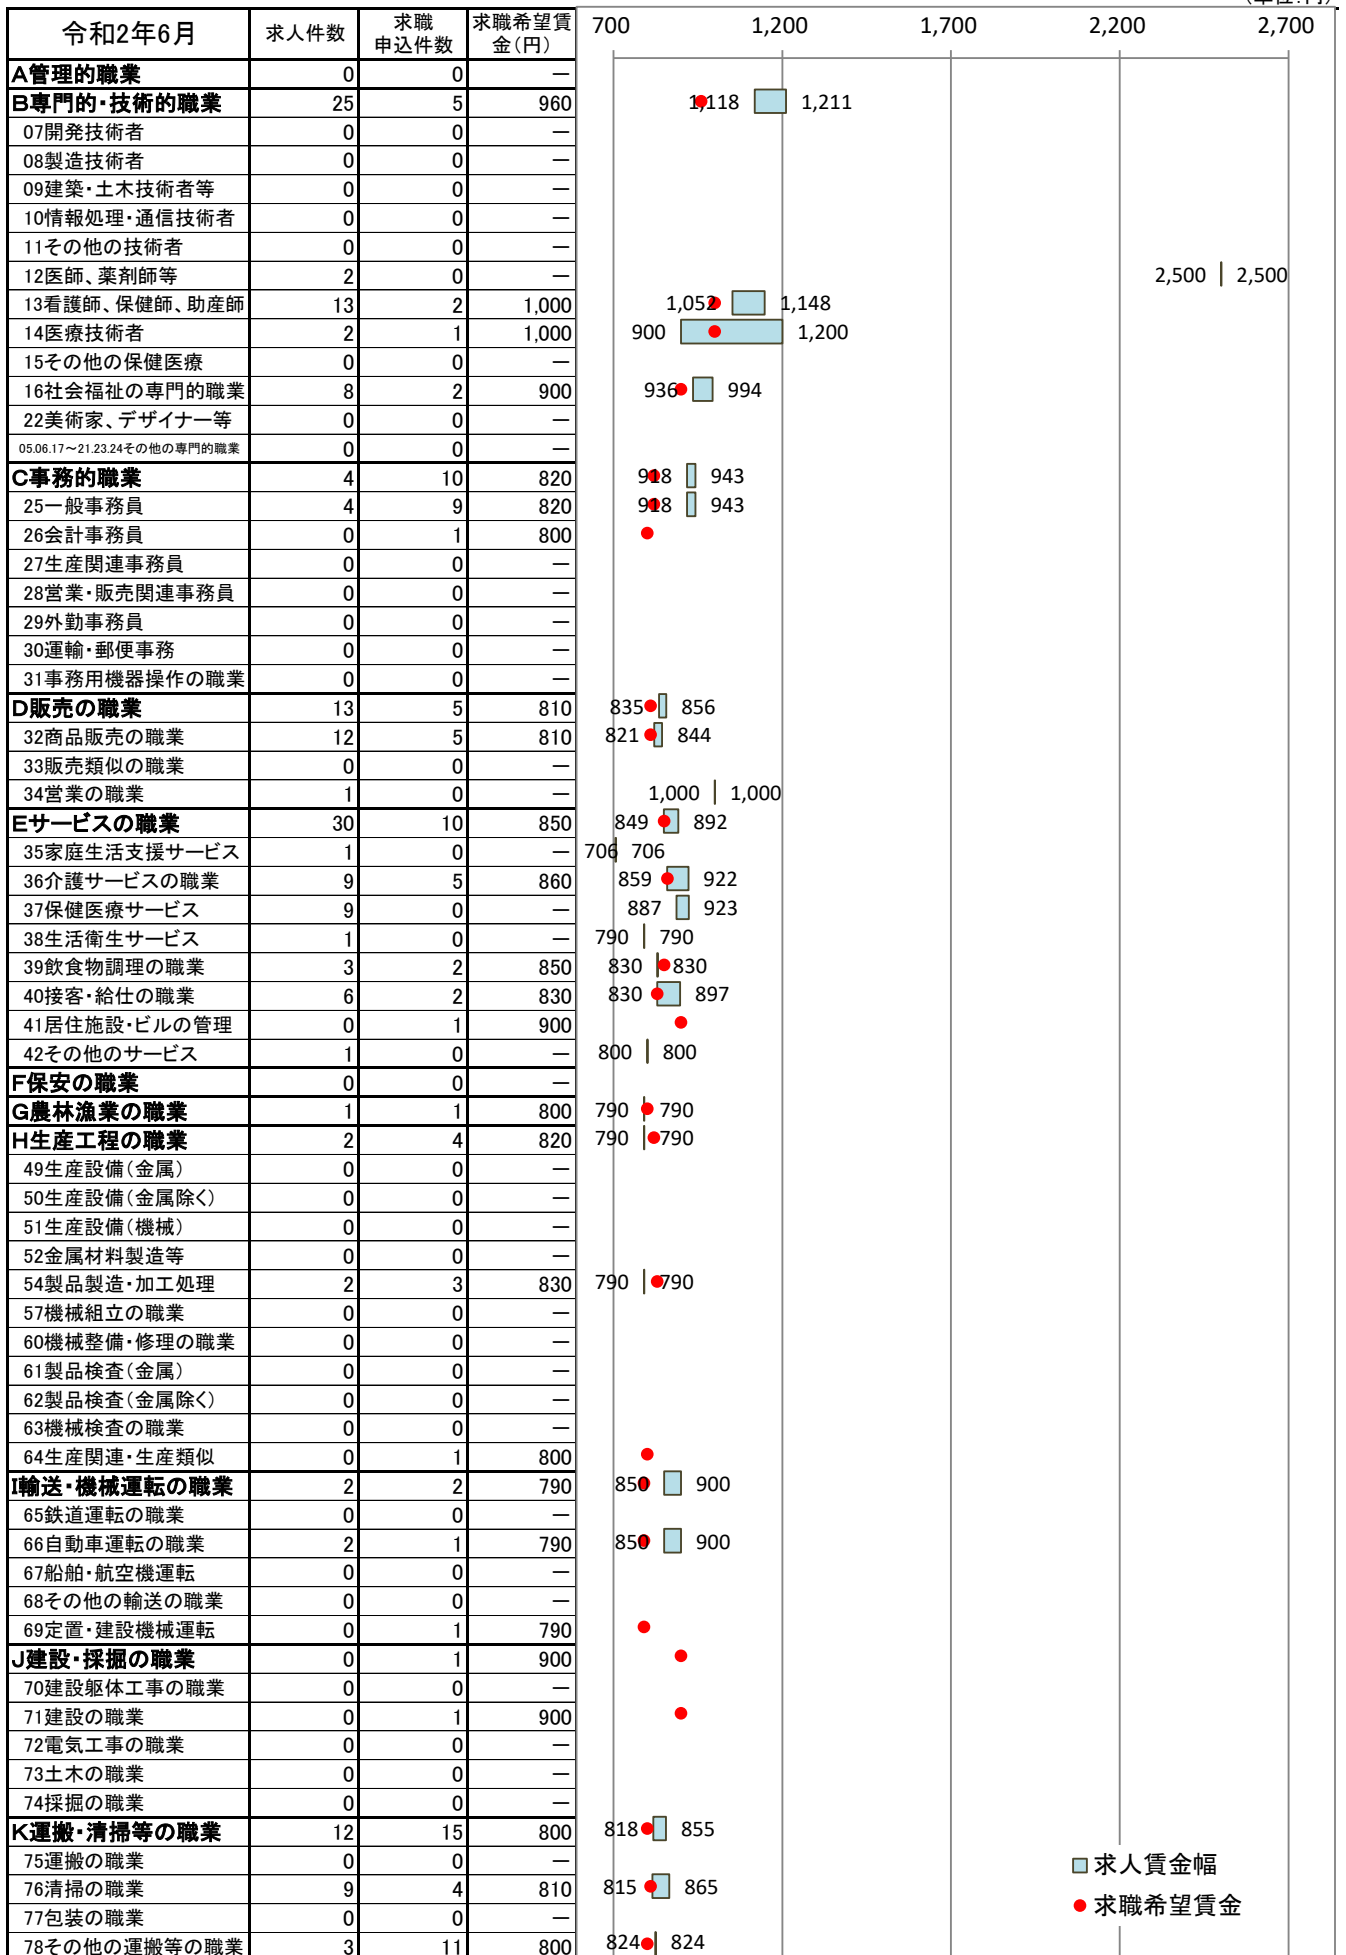 (単位:円)
令和2年6月 求人件数 求職申込件数 求職希望賃金(円) 700 1,200 1,700 2,200 2,700
A管理的職業 0 0 ―
B専門的・技術的職業 25 5 960 1,118 1,211
07開発技術者 0 0 ―
08製造技術者 0 0 ―
09建築・土木技術者等 0 0 ―
10情報処理・通信技術者 0 0 ―
11その他の技術者 0 0 ―
12医師、薬剤師等 2 0 ― 2,500 2,500
13看護師、保健師、助産師 13 2 1,000 1,052 1,148
14医療技術者 2 1 1,000 900 1,200
15その他の保健医療 0 0 ―
16社会福祉の専門的職業 8 2 900 936 994
22美術家、デザイナー等 0 0 ―
05.06.17～21.23.24その他の専門的職業 0 0 ―
C事務的職業 4 10 820 918 943
25一般事務員 4 9 820 918 943
26会計事務員 0 1 800
27生産関連事務員 0 0 ―
28営業・販売関連事務員 0 0 ―
29外勤事務員 0 0 ―
30運輸・郵便事務 0 0 ―
31事務用機器操作の職業 0 0 ―
D販売の職業 13 5 810 835 856
32商品販売の職業 12 5 810 821 844
33販売類似の職業 0 0 ―
34営業の職業 1 0 ― 1,000 1,000
Eサービスの職業 30 10 850 849 892
35家庭生活支援サービス 1 0 ― 706 706
36介護サービスの職業 9 5 860 859 922
37保健医療サービス 9 0 ― 887 923
38生活衛生サービス 1 0 ― 790 790
39飲食物調理の職業 3 2 850 830 830
40接客・給仕の職業 6 2 830 830 897
41居住施設・ビルの管理 0 1 900
42その他のサービス 1 0 ― 800 800
F保安の職業 0 0 ―
G農林漁業の職業 1 1 800 790 790
H生産工程の職業 2 4 820 790 790
49生産設備(金属) 0 0 ―
50生産設備(金属除く) 0 0 ―
51生産設備(機械) 0 0 ―
52金属材料製造等 0 0 ―
54製品製造・加工処理 2 3 830 790 790
57機械組立の職業 0 0 ―
60機械整備・修理の職業 0 0 ―
61製品検査(金属) 0 0 ―
62製品検査(金属除く) 0 0 ―
63機械検査の職業 0 0 ―
64生産関連・生産類似 0 1 800
I輸送・機械運転の職業 2 2 790 850 900
65鉄道運転の職業 0 0 ―
66自動車運転の職業 2 1 790 850 900
67船舶・航空機運転 0 0 ―
68その他の輸送の職業 0 0 ―
69定置・建設機械運転 0 1 790
J建設・採掘の職業 0 1 900
70建設躯体工事の職業 0 0 ―
71建設の職業 0 1 900
72電気工事の職業 0 0 ―
73土木の職業 0 0 ―
74採掘の職業 0 0 ―
K運搬・清掃等の職業 12 15 800 818 855
75運搬の職業 0 0 ―
76清掃の職業 9 4 810 815 865
77包装の職業 0 0 ―
78その他の運搬等の職業 3 11 800 824 824
求人賃金幅
求職希望賃金